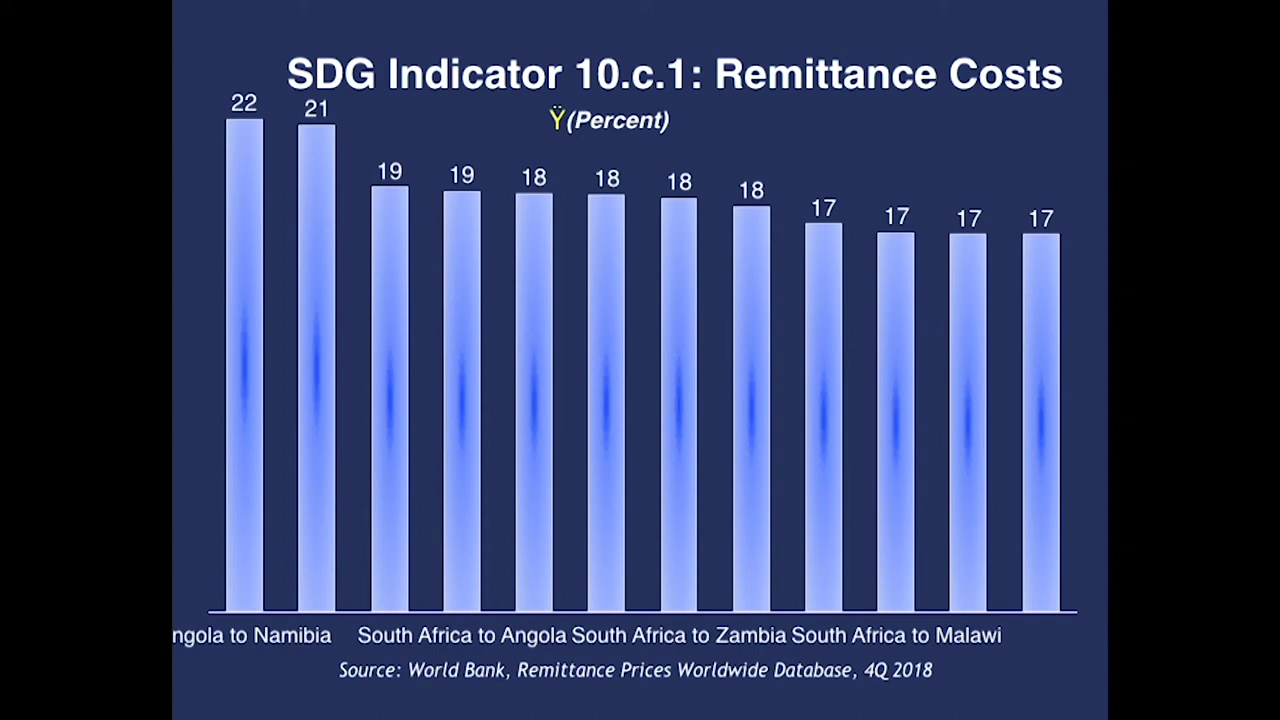 SDG Indicator 10.c.1: Remittance Costs
Ÿ(Percent)
22 21 19 19 18 18 18 18 17 17 17 17
ngola to Namibia South Africa to Angola South Africa to Zambia South Africa to Malawi
Source: World Bank, Remittance Prices Worldwide Database, 4Q 2018